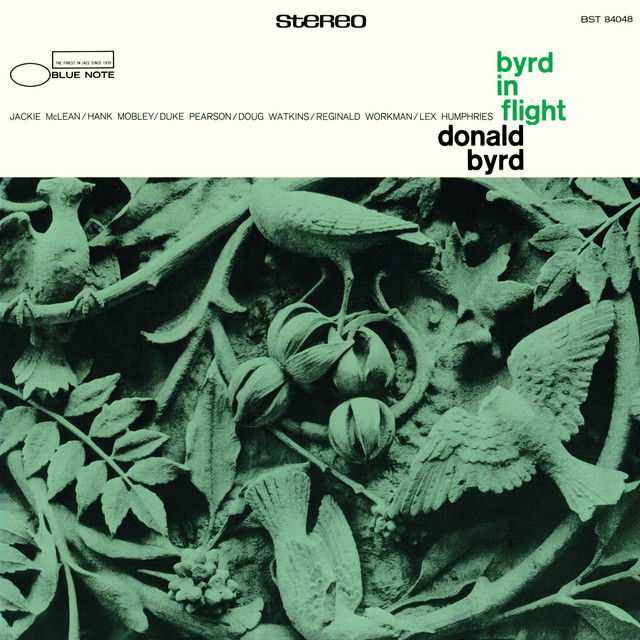 stereo
BST 84048
THE FINEST IN JAZZ SINCE 1939
BLUE NOTE
byrd
in
flight
JACKIE McLEAN/HANK MOBLEY/DUKE PEARSON/DOUG WATKINS/REGINALD WORKMAN/LEX HUMPHRIES
donald
byrd